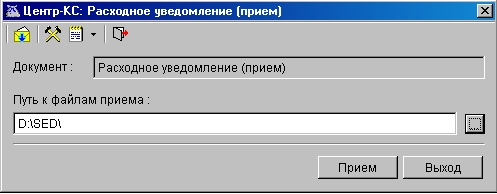 Центр-КС: Расходное уведомление (прием)
Документ :
Расходное уведомление (прием)
Путь к файлам приема :
D:\SED\
...
Прием
Выход